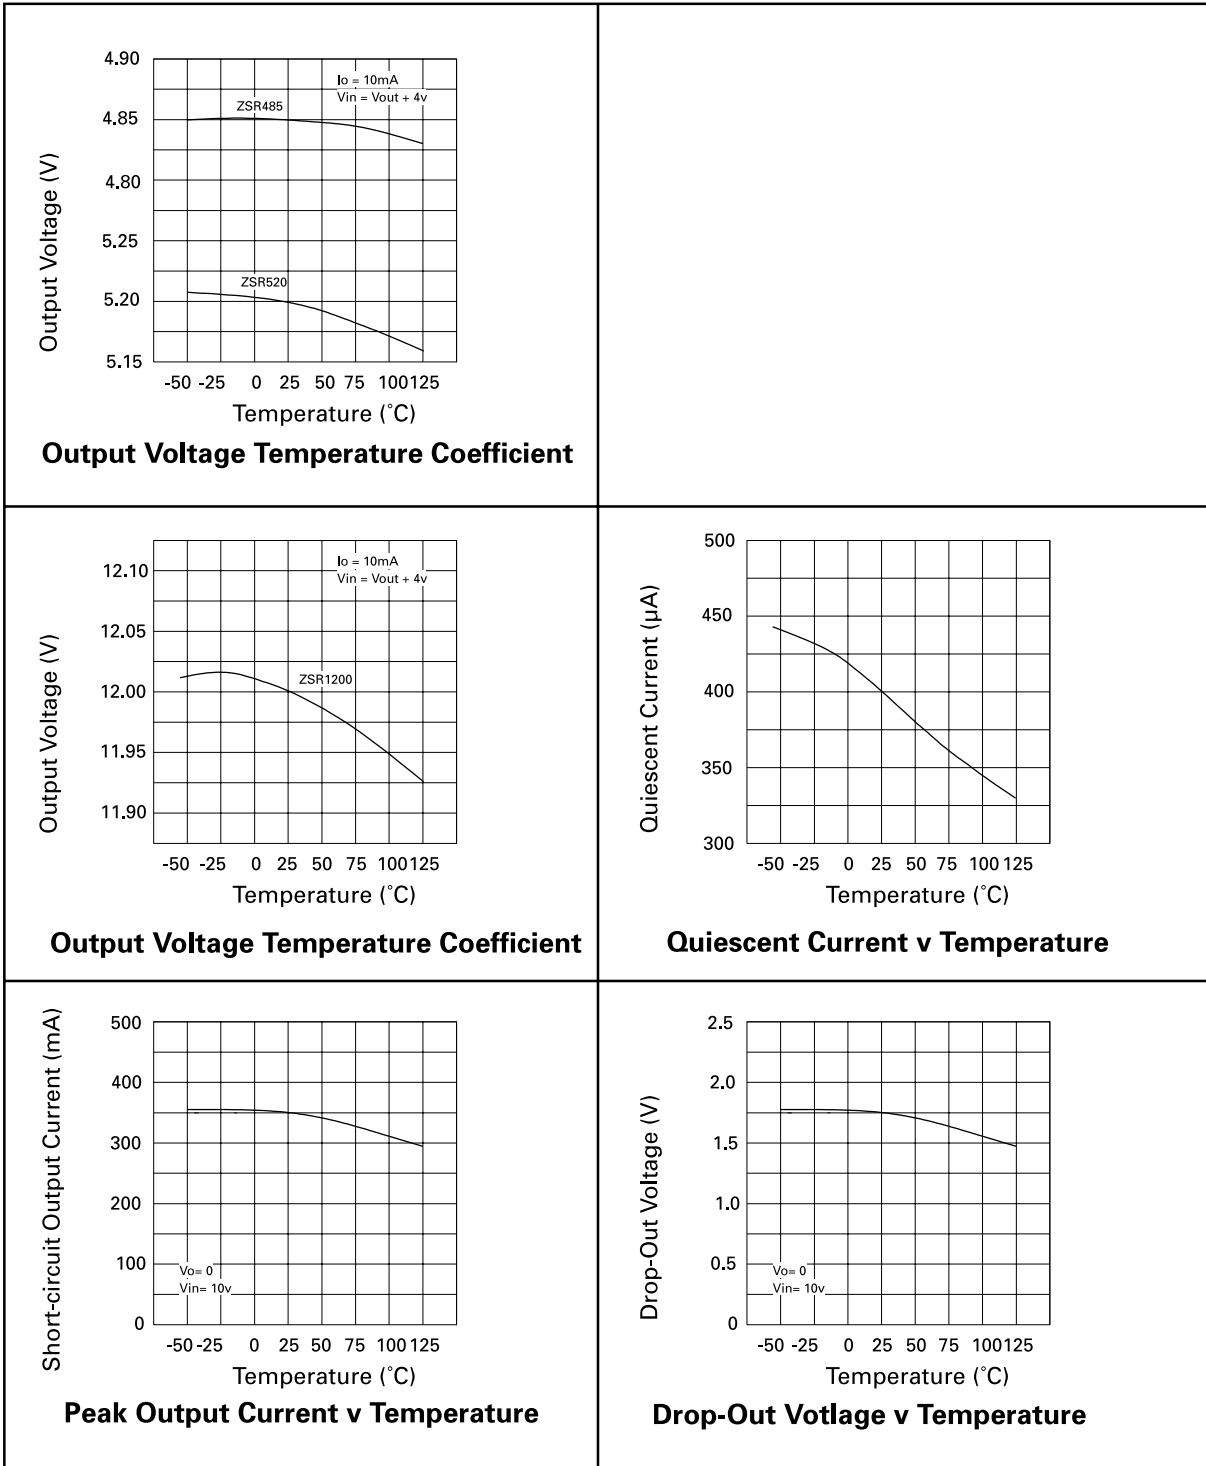 4.90
4.85
4.80
5.25
5.20
5.15
Output Voltage (V)
Io = 10mA
Vin = Vout + 4v
ZSR485
ZSR520
-50 -25 0 25 50 75 100 125
Temperature (˚C)
Output Voltage Temperature Coefficient
12.10
12.05
12.00
11.95
11.90
Output Voltage (V)
Io = 10mA
Vin = Vout + 4v
ZSR1200
-50 -25 0 25 50 75 100 125
Temperature (˚C)
Output Voltage Temperature Coefficient
500
450
400
350
300
Quiescent Current (µA)
-50 -25 0 25 50 75 100 125
Temperature (˚C)
Quiescent Current v Temperature
500
400
300
200
100
0
Short-circuit Output Current (mA)
Vo= 0
Vin= 10v
-50 -25 0 25 50 75 100 125
Temperature (˚C)
Peak Output Current v Temperature
2.5
2.0
1.5
1.0
0.5
0
Drop-Out Voltage (V)
Vo= 0
Vin= 10v
-50 -25 0 25 50 75 100 125
Temperature (˚C)
Drop-Out Votlage v Temperature